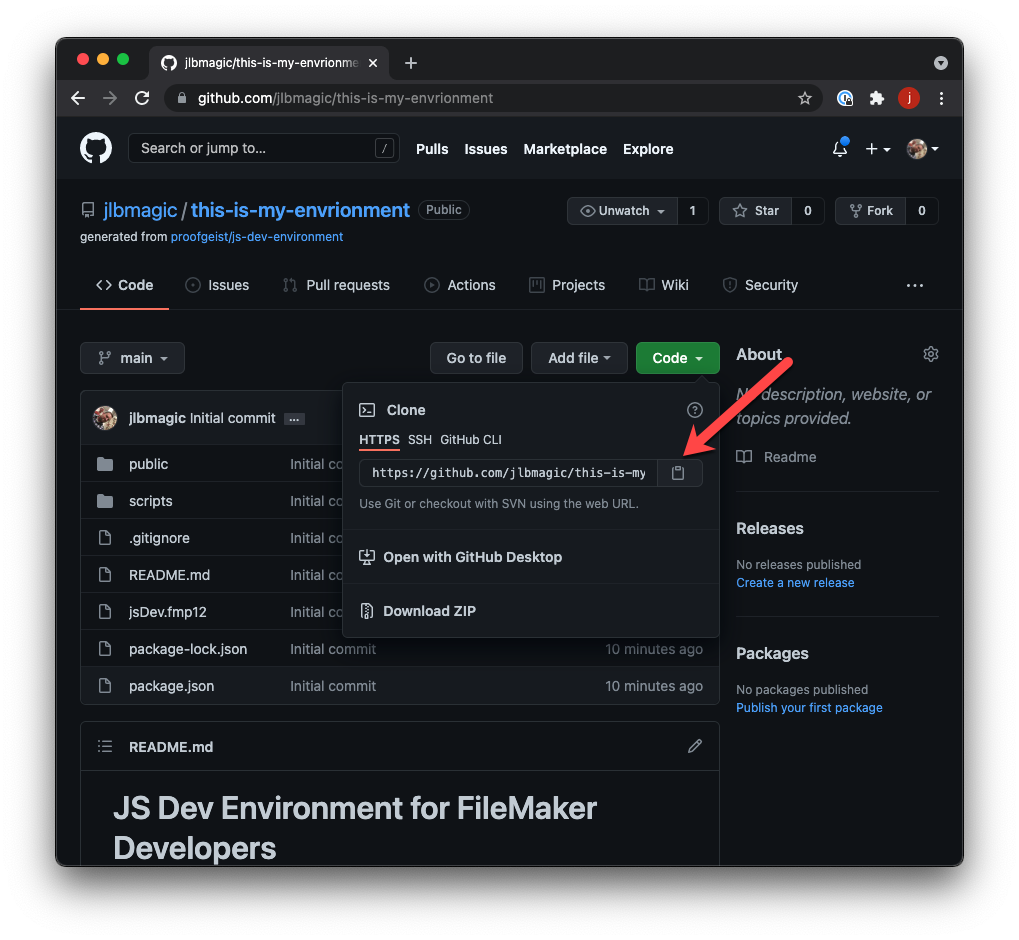 jlbmagic/this-is-my-envrionme
github.com/jlbmagic/this-is-my-envrionment
j
Search or jump to... /
Pulls Issues Marketplace Explore
jlbmagic / this-is-my-envrionment Public
Unwatch 1 Star 0 Fork 0
generated from proofgeist/js-dev-environment
Code Issues Pull requests Actions Projects Wiki Security ...
main Go to file Add file Code
About
No description, website, or
topics provided.
Readme
Releases
No releases published
Create a new release
Packages
No packages published
Publish your first package
jlbmagic Initial commit ...
Clone
HTTPS SSH GitHub CLI
https://github.com/jlbmagic/this-is-my
Use Git or checkout with SVN using the web URL.
Open with GitHub Desktop
Download ZIP
public Initial co
scripts Initial co
.gitignore Initial co
README.md Initial co
jsDev.fmp12 Initial co
package-lock.json Initial commit 10 minutes ago
package.json Initial commit 10 minutes ago
README.md
JS Dev Environment for FileMaker
Developers